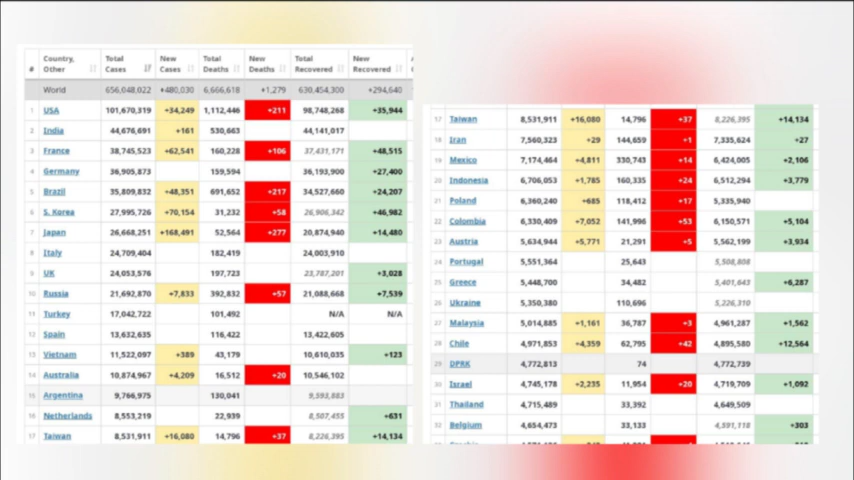 # Country, Other Total Cases New Cases Total Deaths New Deaths Total Recovered New Recovered
World 656,048,022 +480,030 6,666,618 +1,279 630,454,300 +294,640
1 USA 101,670,319 +34,249 1,112,446 +211 98,748,268 +35,944
2 India 44,676,691 +161 530,663 44,141,017
3 France 38,745,523 +62,541 160,228 +106 37,431,171 +48,515
4 Germany 36,905,873 159,594 36,193,900 +27,400
5 Brazil 35,809,832 +48,351 691,652 +217 34,527,660 +24,207
6 S. Korea 27,995,726 +70,154 31,232 +58 26,906,342 +46,982
7 Japan 26,668,251 +168,491 52,564 +277 20,874,940 +14,480
8 Italy 24,709,404 182,419 24,003,910
9 UK 24,053,576 197,723 23,787,201 +3,028
10 Russia 21,692,870 +7,833 392,832 +57 21,088,668 +7,539
11 Turkey 17,042,722 101,492 N/A N/A
12 Spain 13,632,635 116,422 13,422,605
13 Vietnam 11,522,097 +389 43,179 10,610,035 +123
14 Australia 10,874,967 +4,209 16,512 +20 10,546,102
15 Argentina 9,766,975 130,041 9,593,883
16 Netherlands 8,553,219 22,939 8,507,455 +631
17 Taiwan 8,531,911 +16,080 14,796 +37 8,226,395 +14,134
17 Taiwan 8,531,911 +16,080 14,796 +37 8,226,395 +14,134
18 Iran 7,560,323 +29 144,659 +1 7,335,624 +27
19 Mexico 7,174,464 +4,811 330,743 +14 6,424,005 +2,106
20 Indonesia 6,706,053 +1,785 160,335 +24 6,512,294 +3,779
21 Poland 6,360,240 +685 118,412 +17 5,335,940
22 Colombia 6,330,409 +7,052 141,996 +53 6,150,571 +5,104
23 Austria 5,634,944 +5,771 21,291 +5 5,562,199 +3,934
24 Portugal 5,551,364 25,643 5,508,808
25 Greece 5,448,700 34,482 5,401,643 +6,287
26 Ukraine 5,350,380 110,696 5,226,310
27 Malaysia 5,014,885 +1,161 36,787 +3 4,961,287 +1,562
28 Chile 4,971,853 +4,359 62,795 +42 4,895,580 +12,564
29 DPRK 4,772,813 74 4,772,739
30 Israel 4,745,178 +2,235 11,954 +20 4,719,709 +1,092
31 Thailand 4,715,489 33,392 4,649,509
32 Belgium 4,654,473 33,133 4,591,118 +303